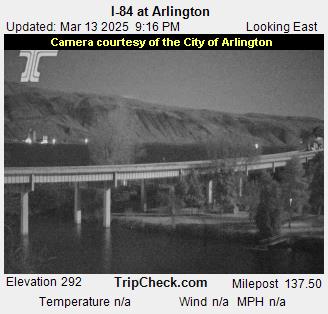 I-84 at Arlington
Updated: Mar 13 2025 9:16 PM Looking East
Camera courtesy of the City of Arlington
Elevation 292 TripCheck.com Milepost 137.50
Temperature n/a Wind n/a MPH n/a